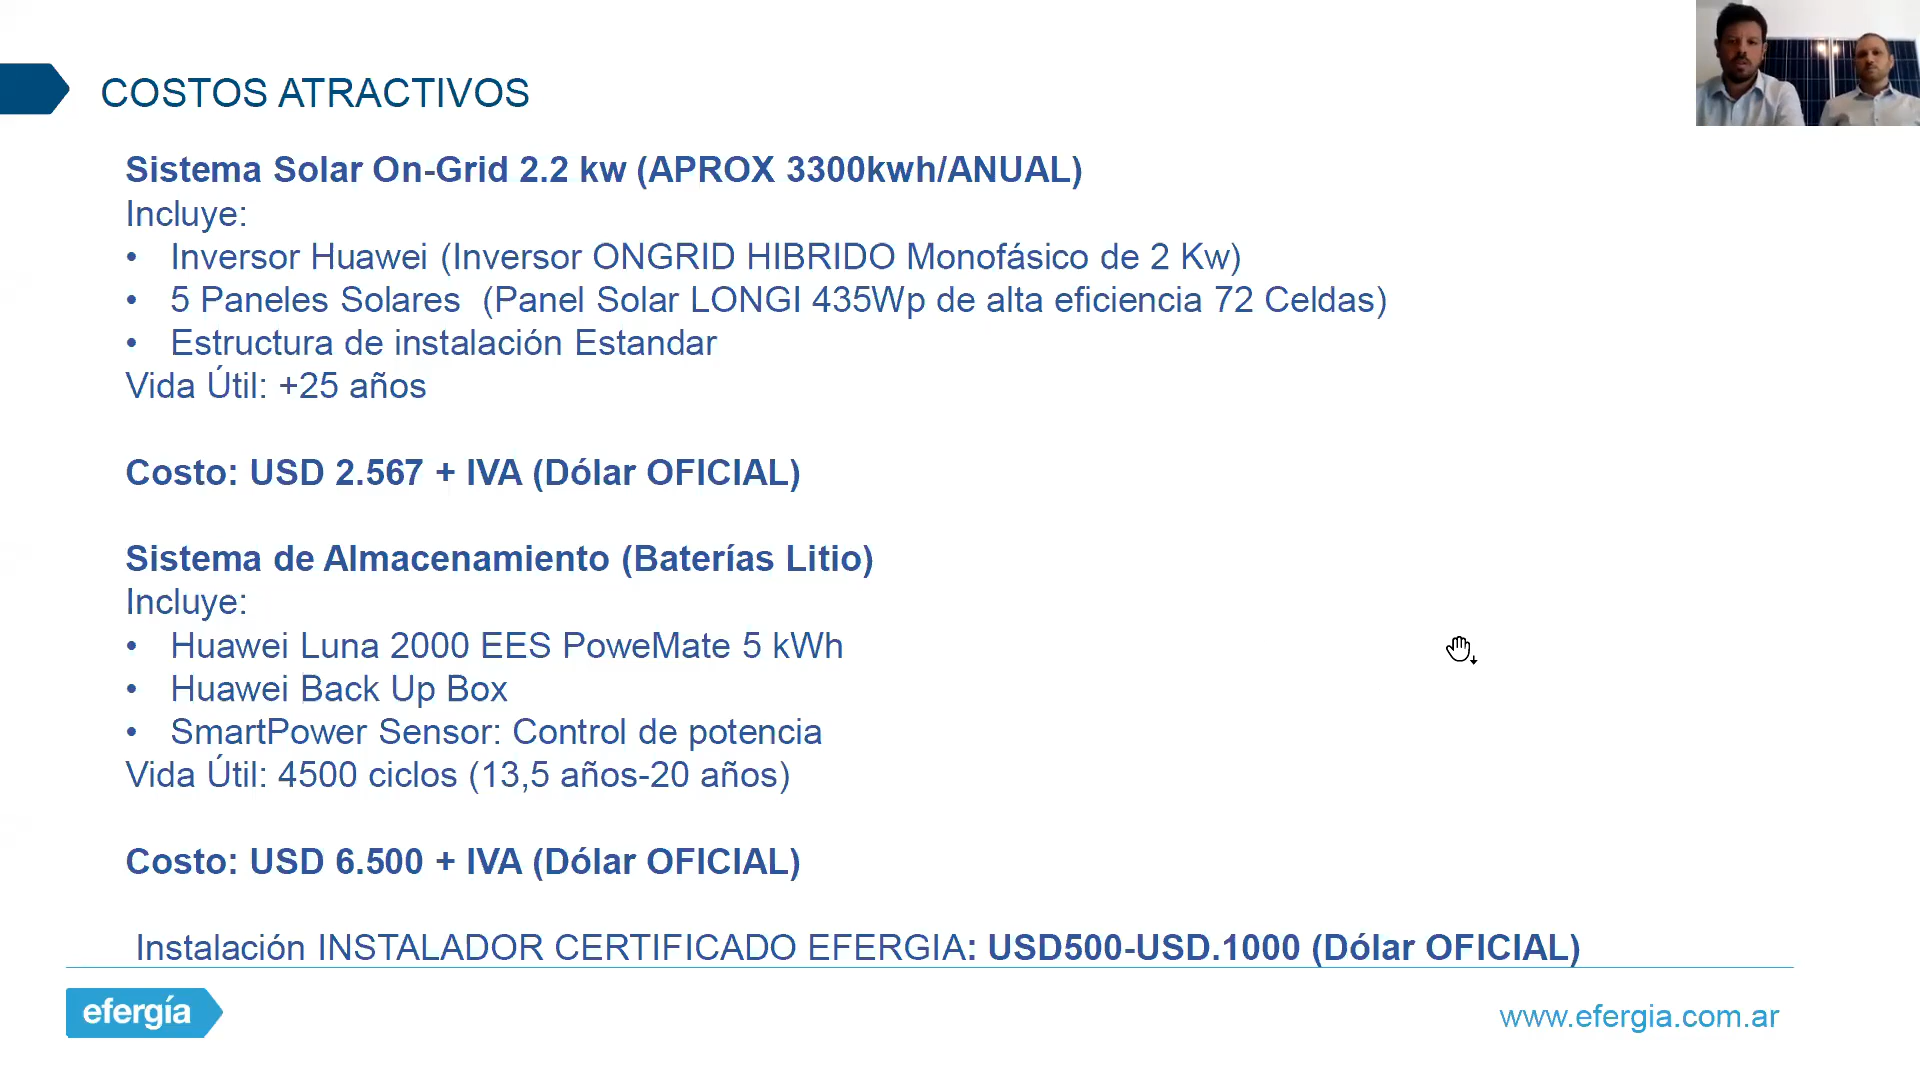 COSTOS ATRACTIVOS
Sistema Solar On-Grid 2.2 kw (APROX 3300kwh/ANUAL)
Incluye:
• Inversor Huawei (Inversor ONGRID HIBRIDO Monofásico de 2 Kw)
• 5 Paneles Solares (Panel Solar LONGI 435Wp de alta eficiencia 72 Celdas)
• Estructura de instalación Estandar
Vida Útil: +25 años
Costo: USD 2.567 + IVA (Dólar OFICIAL)
Sistema de Almacenamiento (Baterías Litio)
Incluye:
• Huawei Luna 2000 EES PoweMate 5 kWh
• Huawei Back Up Box
• SmartPower Sensor: Control de potencia
Vida Útil: 4500 ciclos (13,5 años-20 años)
Costo: USD 6.500 + IVA (Dólar OFICIAL)
Instalación INSTALADOR CERTIFICADO EFERGIA: USD500-USD.1000 (Dólar OFICIAL)
efergía
www.efergia.com.ar